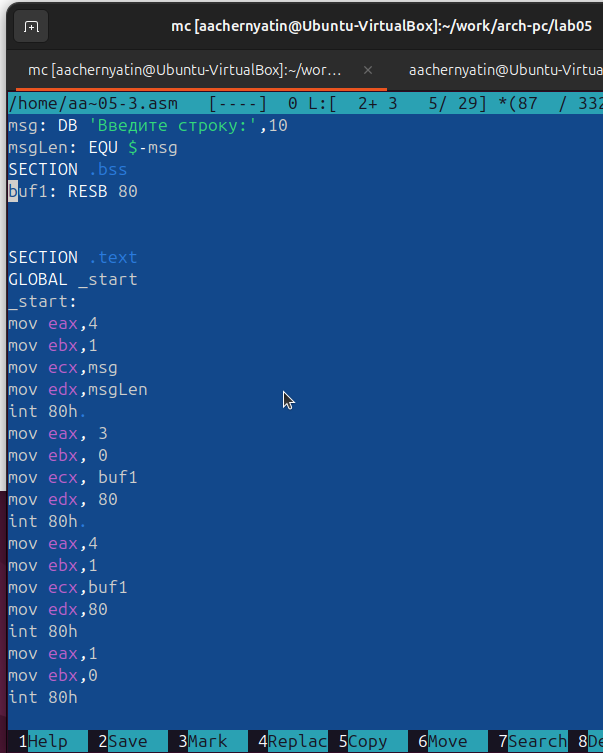 mc [aachernyatin@Ubuntu-VirtualBox]:~/work/arch-pc/lab05
mc [aachernyatin@Ubuntu-VirtualBox]:~/wor... × aachernyatin@Ubuntu-Virtua
/home/aa~05-3.asm [----] 0 L:[ 2+ 3 5/ 29] *(87 / 332
msg: DB 'Введите строку:',10
msgLen: EQU $-msg
SECTION .bss
buf1: RESB 80
SECTION .text
GLOBAL _start
_start:
mov eax,4
mov ebx,1
mov ecx,msg
mov edx,msgLen
int 80h.
mov eax, 3
mov ebx, 0
mov ecx, buf1
mov edx, 80
int 80h.
mov eax,4
mov ebx,1
mov ecx,buf1
mov edx,80
int 80h
mov eax,1
mov ebx,0
int 80h
1Help 2Save 3Mark 4Replac 5Copy 6Move 7Search 8De